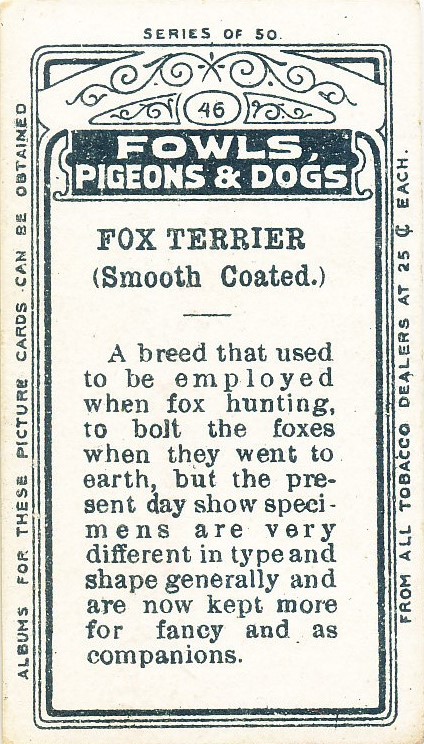 SERIES OF 50.
46
FOWLS,
PIGEONS & DOGS
FOX TERRIER
(Smooth Coated.)
A breed that used
to be employed
when fox hunting,
to bolt the foxes
when they went to
earth, but the pre-
sent day show speci-
mens are very
different in type and
shape generally and
are now kept more
for fancy and as
companions.
ALBUMS FOR THESE PICTURE CARDS CAN BE OBTAINED
FROM ALL TOBACCO DEALERS AT 25 ₵ EACH.